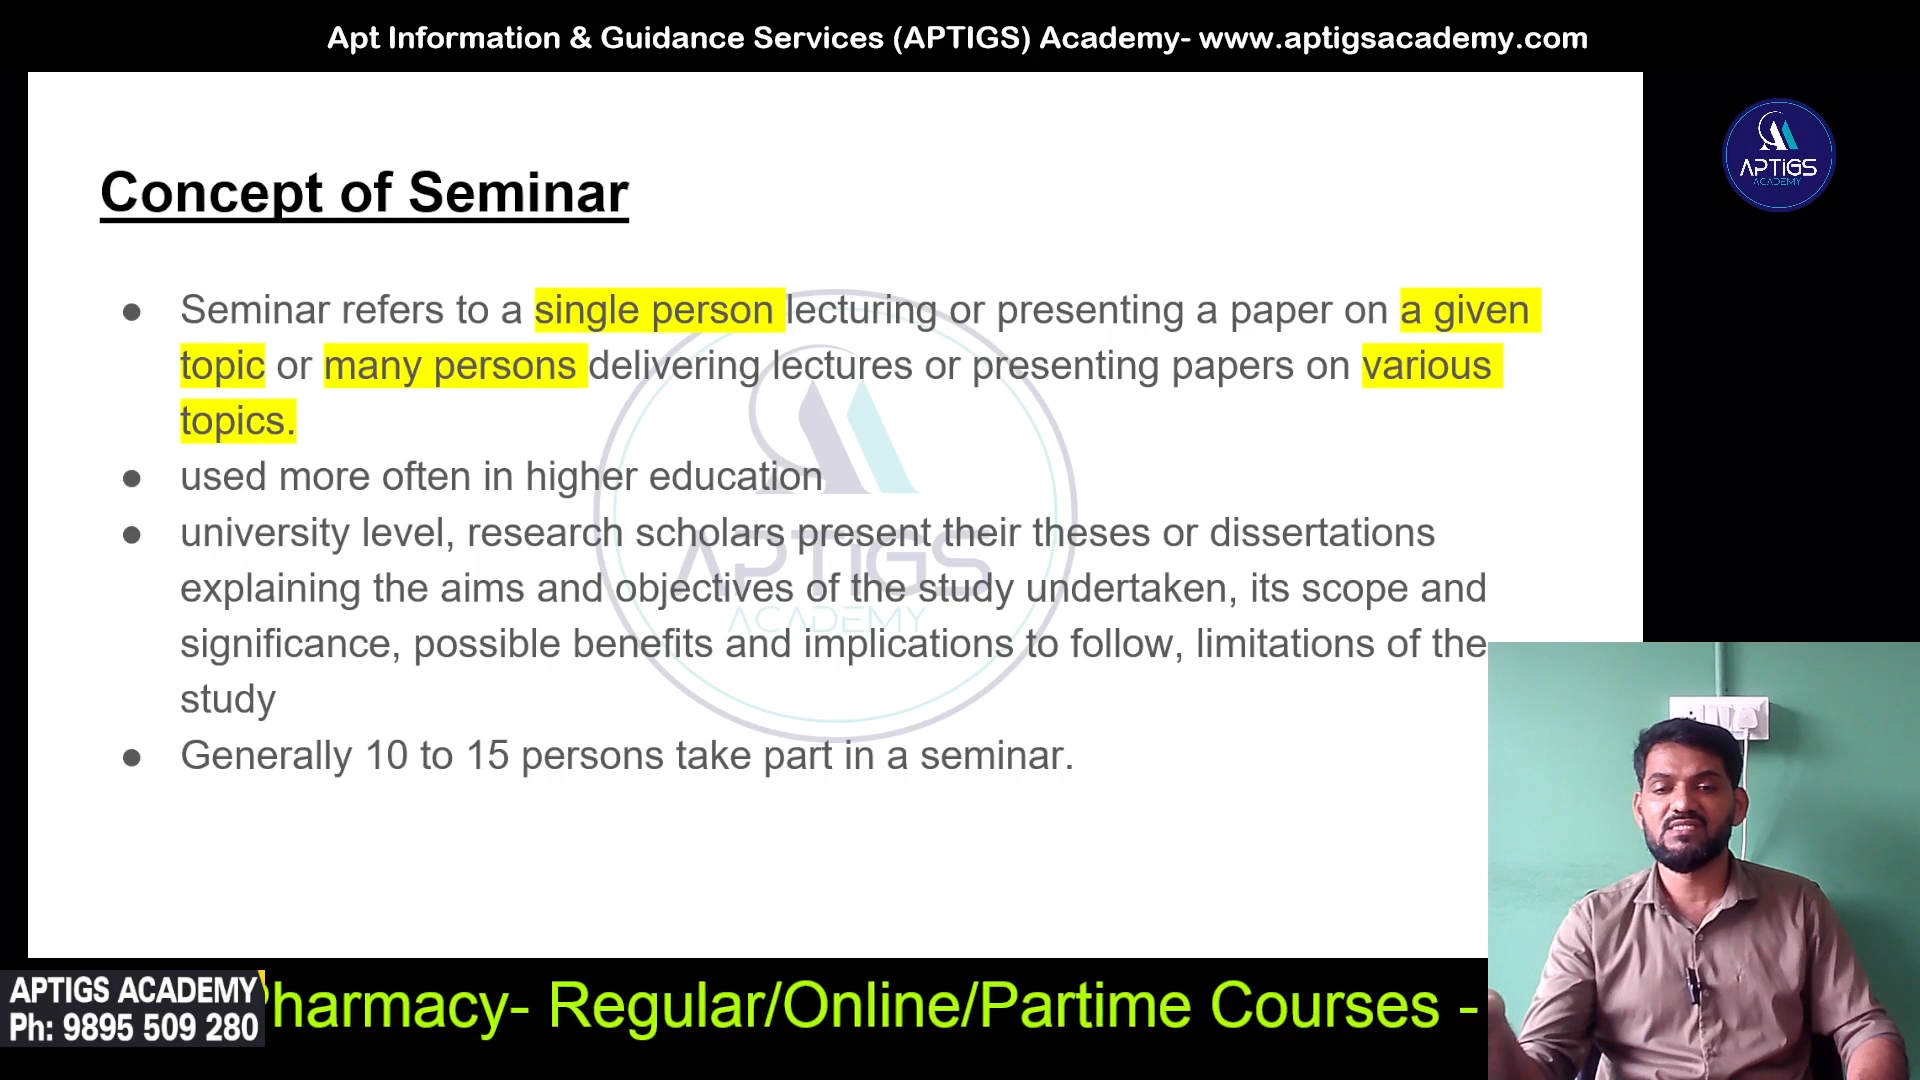 Apt Information & Guidance Services (APTIGS) Academy- www.aptigsacademy.com
APTiGS
ACADEMY
Concept of Seminar
● Seminar refers to a single person lecturing or presenting a paper on a given
topic or many persons delivering lectures or presenting papers on various
topics.
● used more often in higher education
● university level, research scholars present their theses or dissertations
explaining the aims and objectives of the study undertaken, its scope and
significance, possible benefits and implications to follow, limitations of the
study
● Generally 10 to 15 persons take part in a seminar.
APTIGS
ACADEMY
APTIGS ACADEMY
Ph: 9895 509 280
Pharmacy- Regular/Online/Partime Courses -